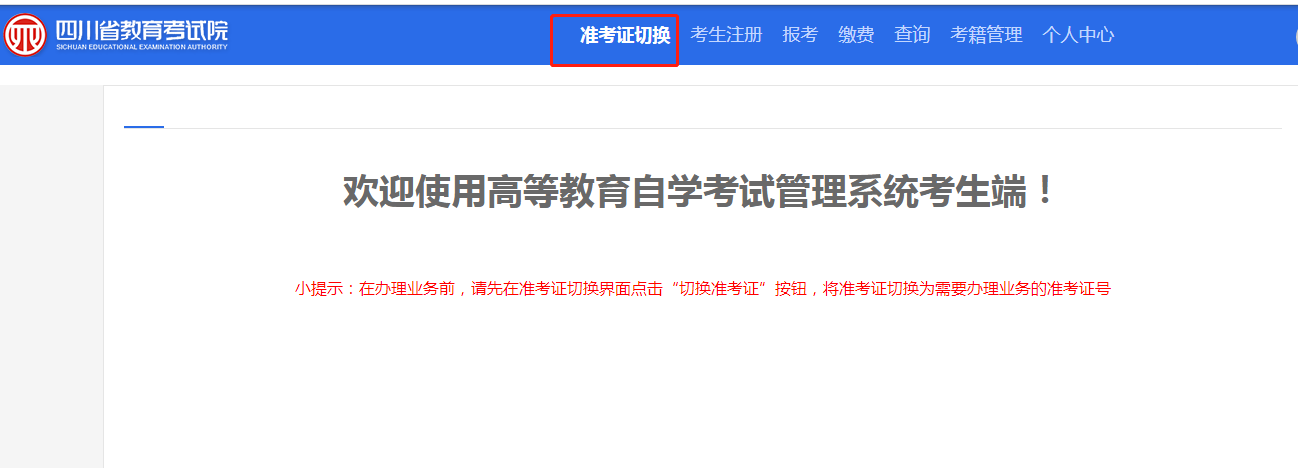 四川省教育考试院
SICHUAN EDUCATIONAL EXAMINATION AUTHORITY
准考证切换 考生注册 报考 缴费 查询 考籍管理 个人中心
欢迎使用高等教育自学考试管理系统考生端！
小提示：在办理业务前，请先在准考证切换界面点击“切换准考证”按钮，将准考证切换为需要办理业务的准考证号